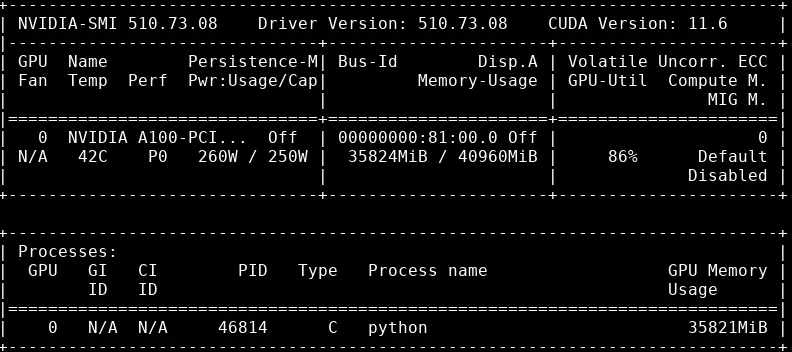 +-----------------------------------------------------------------------------+
| NVIDIA-SMI 510.73.08    Driver Version: 510.73.08    CUDA Version: 11.6     |
|-------------------------------+----------------------+----------------------+
| GPU  Name        Persistence-M| Bus-Id        Disp.A | Volatile Uncorr. ECC |
| Fan  Temp  Perf  Pwr:Usage/Cap|         Memory-Usage | GPU-Util  Compute M. |
|                               |                      |               MIG M. |
|===============================+======================+======================|
|   0  NVIDIA A100-PCI...  Off  | 00000000:81:00.0 Off |                    0 |
| N/A   42C    P0   260W / 250W |  35824MiB / 40960MiB |     86%      Default |
|                               |                      |             Disabled |
+-------------------------------+----------------------+----------------------+

+-----------------------------------------------------------------------------+
| Processes:                                                                  |
|  GPU   GI   CI        PID   Type   Process name                  GPU Memory |
|        ID   ID                                                   Usage      |
|=============================================================================|
|    0   N/A  N/A     46814      C   python                          35821MiB |
+-----------------------------------------------------------------------------+